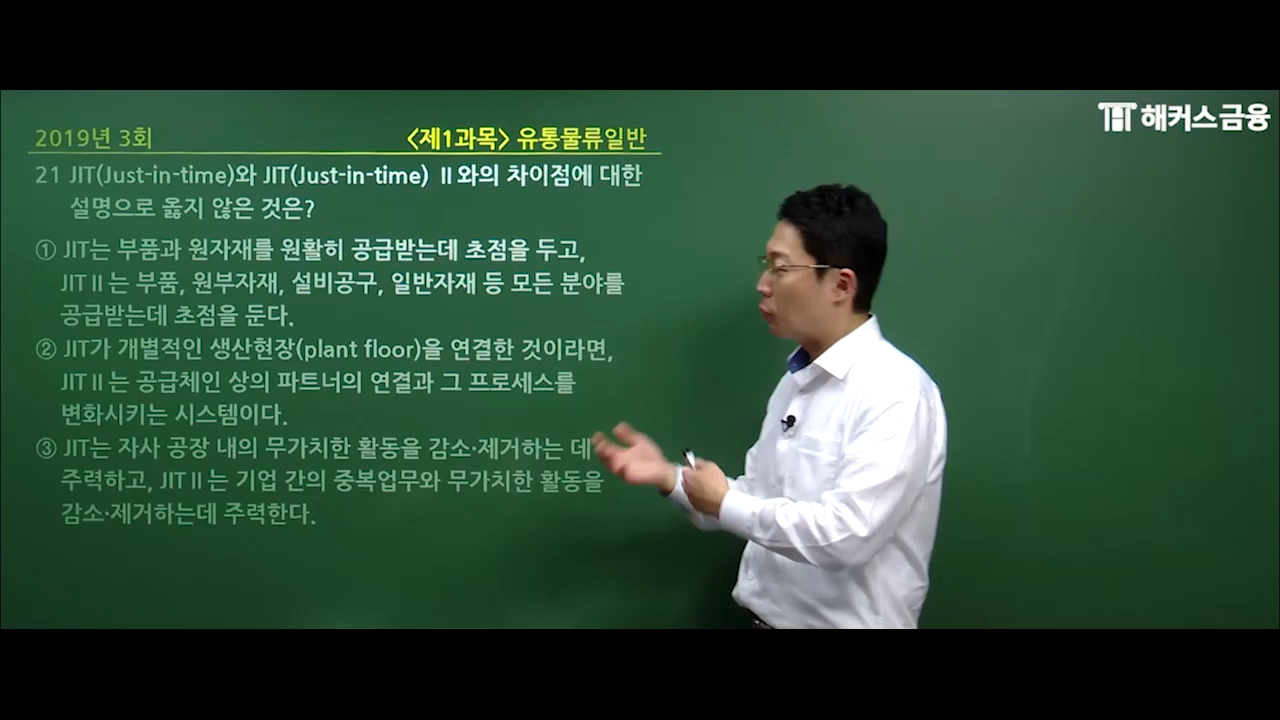 해커스금융
2019년 3회
<제1과목> 유통물류일반
21 JIT(Just-in-time)와 JIT(Just-in-time) Ⅱ와의 차이점에 대한
설명으로 옳지 않은 것은?
① JIT는 부품과 원자재를 원활히 공급받는데 초점을 두고,
JITⅡ는 부품, 원부자재, 설비공구, 일반자재 등 모든 분야를
공급받는데 초점을 둔다.
② JIT가 개별적인 생산현장(plant floor)을 연결한 것이라면,
JITⅡ는 공급체인 상의 파트너의 연결과 그 프로세스를
변화시키는 시스템이다.
③ JIT는 자사 공장 내의 무가치한 활동을 감소·제거하는 데
주력하고, JITⅡ는 기업 간의 중복업무와 무가치한 활동을
감소·제거하는데 주력한다.